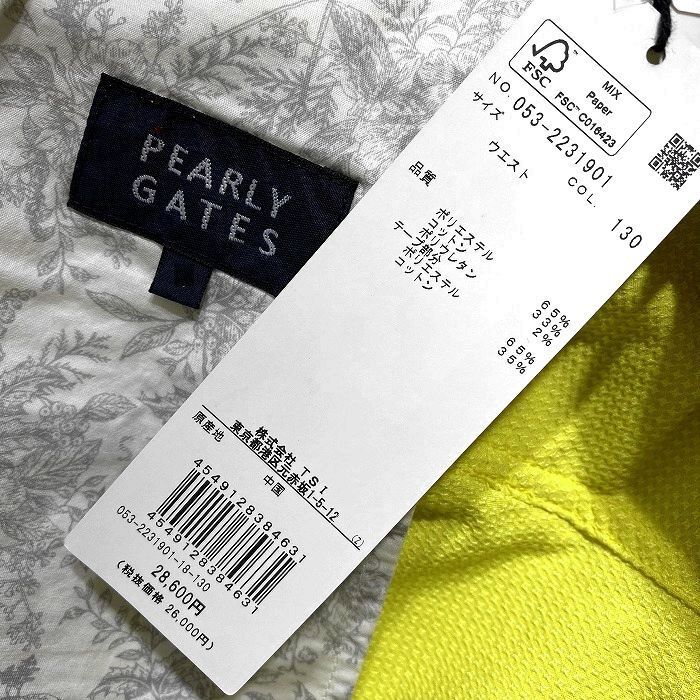 PEARLY
GATES
FSC
MIX
Paper
FSC™ C016423
NO. 053-2231901
サイズ COL. 130
ウエスト
品質
ポリエステル 65%
コットン 33%
ポリウレタン 2%
テープ部分
ポリエステル 65%
コットン 35%
株式会社 TSI
東京都港区元赤坂1-5-12
原産地 中国 (2)
4549128384631
4549128384631
053-2231901-18-130
28,600円
(税抜価格 26,000円)